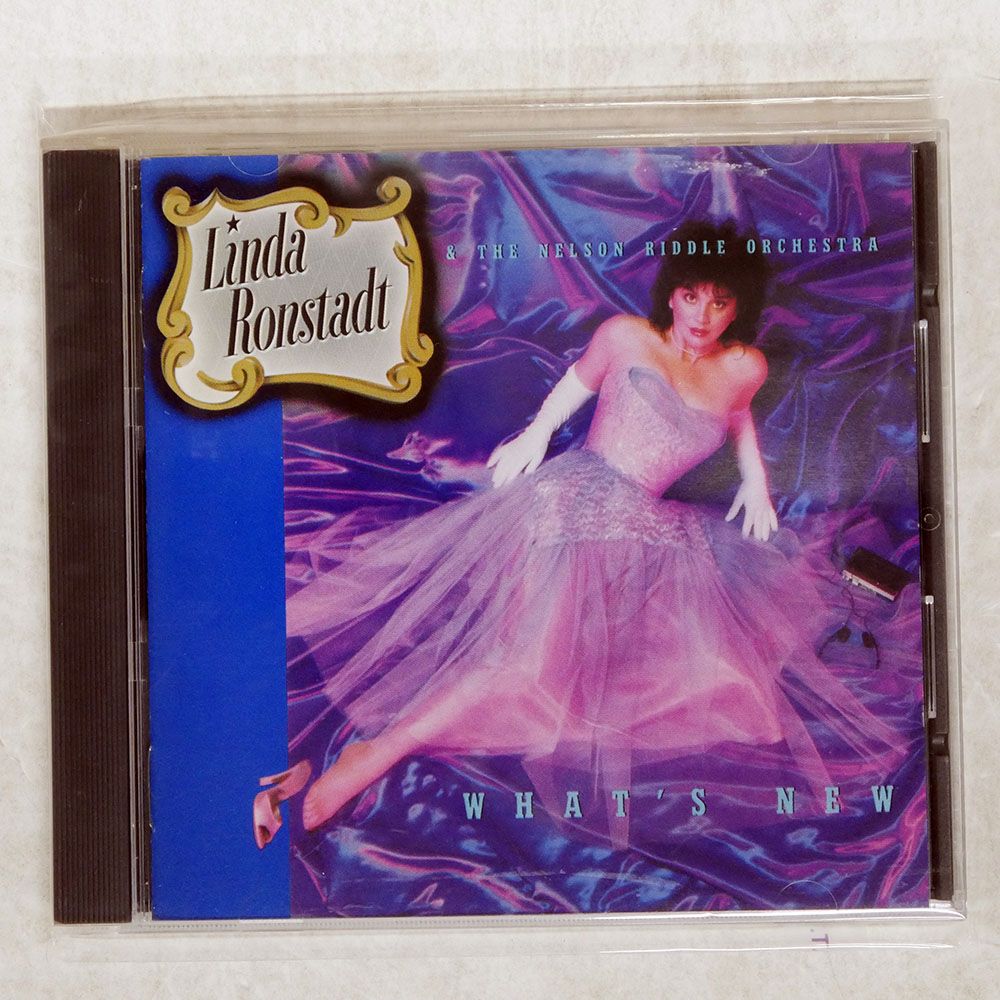 Linda
Ronstadt
& THE NELSON RIDDLE ORCHESTRA
WHAT'S NEW